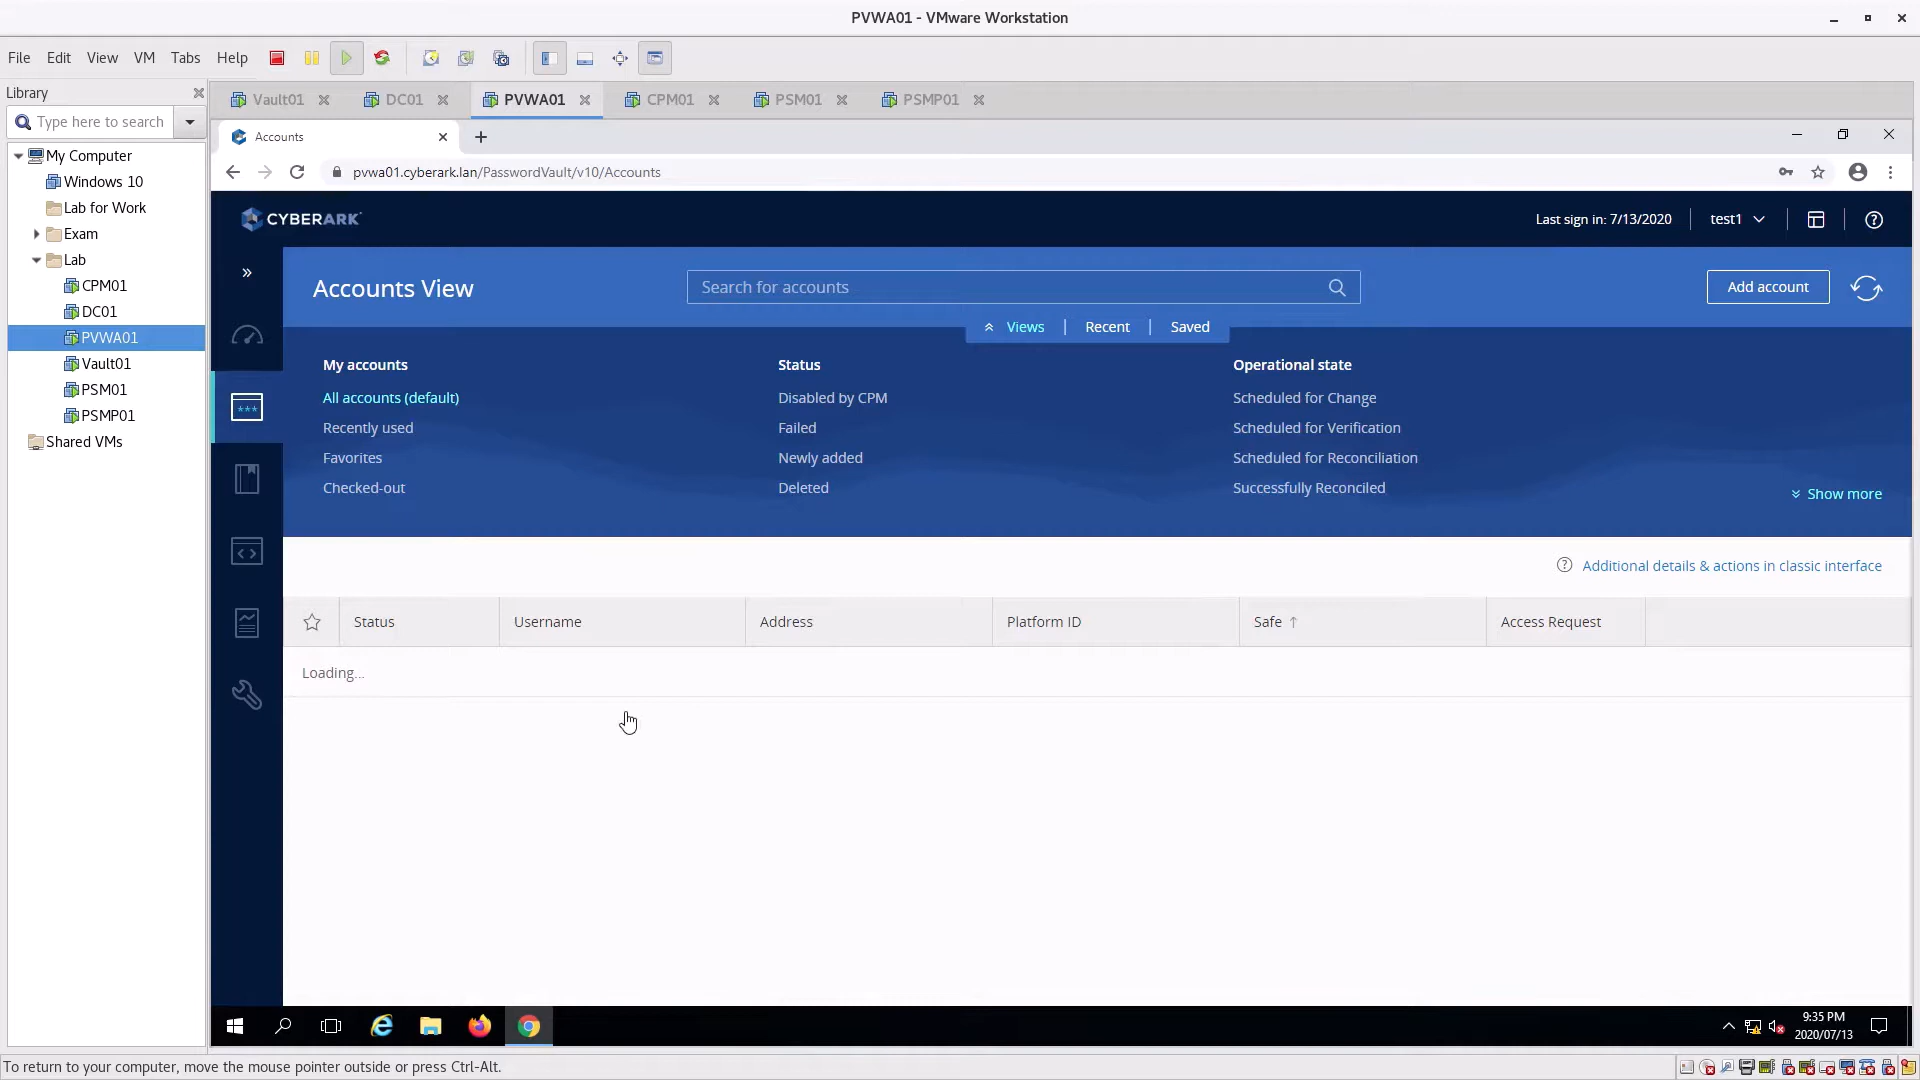 PVWA01 - VMware Workstation
File Edit View VM Tabs Help
Library
Type here to search
My Computer
Windows 10
Lab for Work
Exam
Lab
CPM01
DC01
PVWA01
Vault01
PSM01
PSMP01
Shared VMs
Vault01 DC01 PVWA01 CPM01 PSM01 PSMP01
Accounts
pvwa01.cyberark.lan/PasswordVault/v10/Accounts
CYBERARK
Last sign in: 7/13/2020 test1
Accounts View
Search for accounts
Add account
Views | Recent | Saved
My accounts
All accounts (default)
Recently used
Favorites
Checked-out
Status
Disabled by CPM
Failed
Newly added
Deleted
Operational state
Scheduled for Change
Scheduled for Verification
Scheduled for Reconciliation
Successfully Reconciled
Show more
Additional details & actions in classic interface
Status Username Address Platform ID Safe ↑ Access Request
Loading...
9:35 PM
2020/07/13
To return to your computer, move the mouse pointer outside or press Ctrl-Alt.